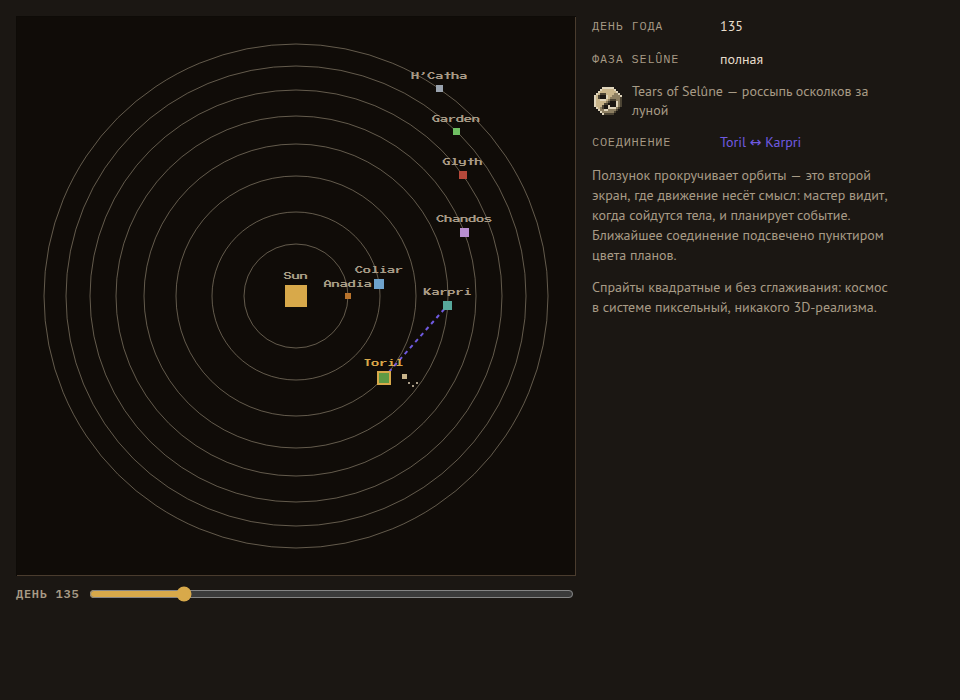 H'Catha
Garden
Glyth
Chandos
Sun
Coliar
Anadia
Karpri
Toril
ДЕНЬ 135
ДЕНЬ ГОДА 135
ФАЗА SELÛNE полная
Tears of Selûne — россыпь осколков за
луной
СОЕДИНЕНИЕ Toril ↔ Karpri
Ползунок прокручивает орбиты — это второй
экран, где движение несёт смысл: мастер видит,
когда сойдутся тела, и планирует событие.
Ближайшее соединение подсвечено пунктиром
цвета планов.
Спрайты квадратные и без сглаживания: космос
в системе пиксельный, никакого 3D-реализма.